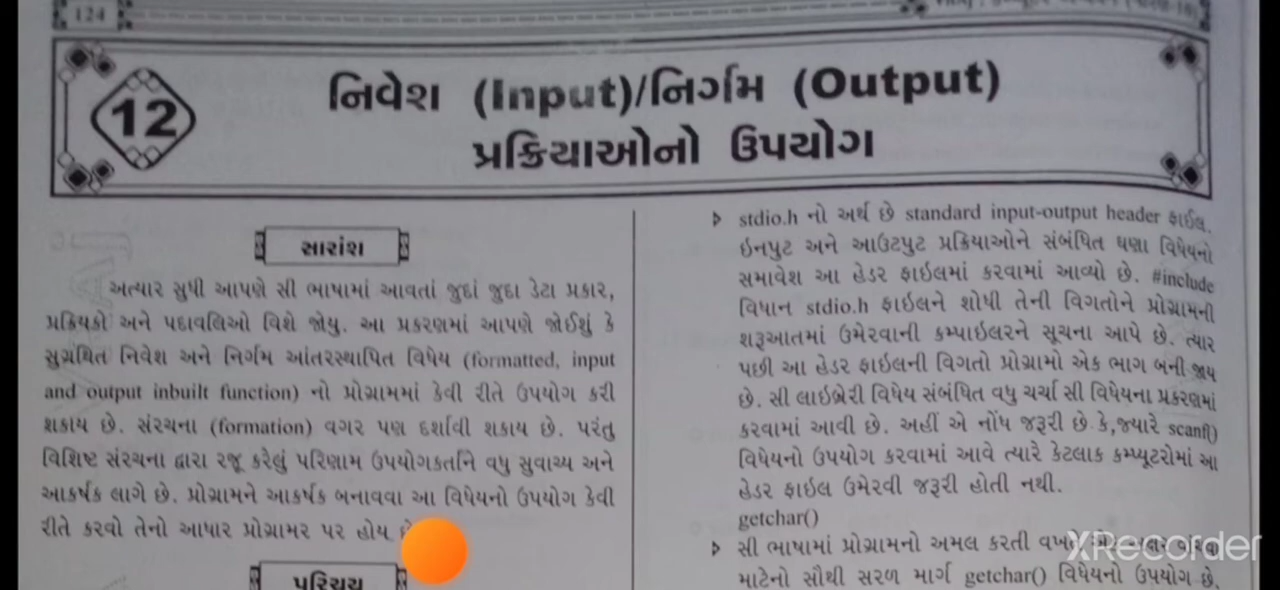 124
12
નિવેશ (Input)/નિર્ગમ (Output)
પ્રક્રિયાઓનો ઉપયોગ
સારાંશ
અત્યાર સુધી આપણે સી ભાષામાં આવતાં જુદાં જુદા ડેટા પ્રકાર,
પ્રક્રિયકો અને પદાવલિઓ વિશે જોયુ. આ પ્રકરણમાં આપણે જોઈશું કે
સુગ્રથિત નિવેશ અને નિર્ગમ આંતરસ્થાપિત વિધેય (formatted, input
and output inbuilt function) નો પ્રોગ્રામમાં કેવી રીતે ઉપયોગ કરી
શકાય છે. સંરચના (formation) વગર પણ દર્શાવી શકાય છે. પરંતુ
વિશિષ્ટ સંરચના દ્વારા રજૂ કરેલું પરિણામ ઉપયોગકર્તાને વધુ સુવાચ્ય અને
આકર્ષક લાગે છે. પ્રોગ્રામને આકર્ષક બનાવવા આ વિધેયનો ઉપયોગ કેવી
રીતે કરવો તેનો આધાર પ્રોગ્રામર પર હોય
પરિચય
stdio.h નો અર્થ છે standard input-output header ફાઈલ.
ઇનપુટ અને આઉટપુટ પ્રક્રિયાઓને સંબંધિત ઘણા વિધેયનો
સમાવેશ આ હેડર ફાઇલમાં કરવામાં આવ્યો છે. #include
વિધાન stdio.h ફાઈલને શોધી તેની વિગતોને પ્રોગ્રામની
શરૂઆતમાં ઉમેરવાની કમ્પાઇલરને સૂચના આપે છે. ત્યાર
પછી આ હેડર ફાઈલની વિગતો પ્રોગ્રામો એક ભાગ બની જાય
છે. સી લાઇબ્રેરી વિધેય સંબંધિત વધુ ચર્ચા સી વિધેયના પ્રકરણમાં
કરવામાં આવી છે. અહીં એ નોંધ જરૂરી છે કે,જ્યારે scanf()
વિધેયનો ઉપયોગ કરવામાં આવે ત્યારે કેટલાક કમ્પ્યૂટરોમાં આ
હેડર ફાઇલ ઉમેરવી જરૂરી હોતી નથી.
getchar()
સી ભાષામાં પ્રોગ્રામનો અમલ કરતી વખતે
માટેનો સૌથી સરળ માર્ગ getchar() વિધેયનો ઉપયોગ છે.
XRecorder